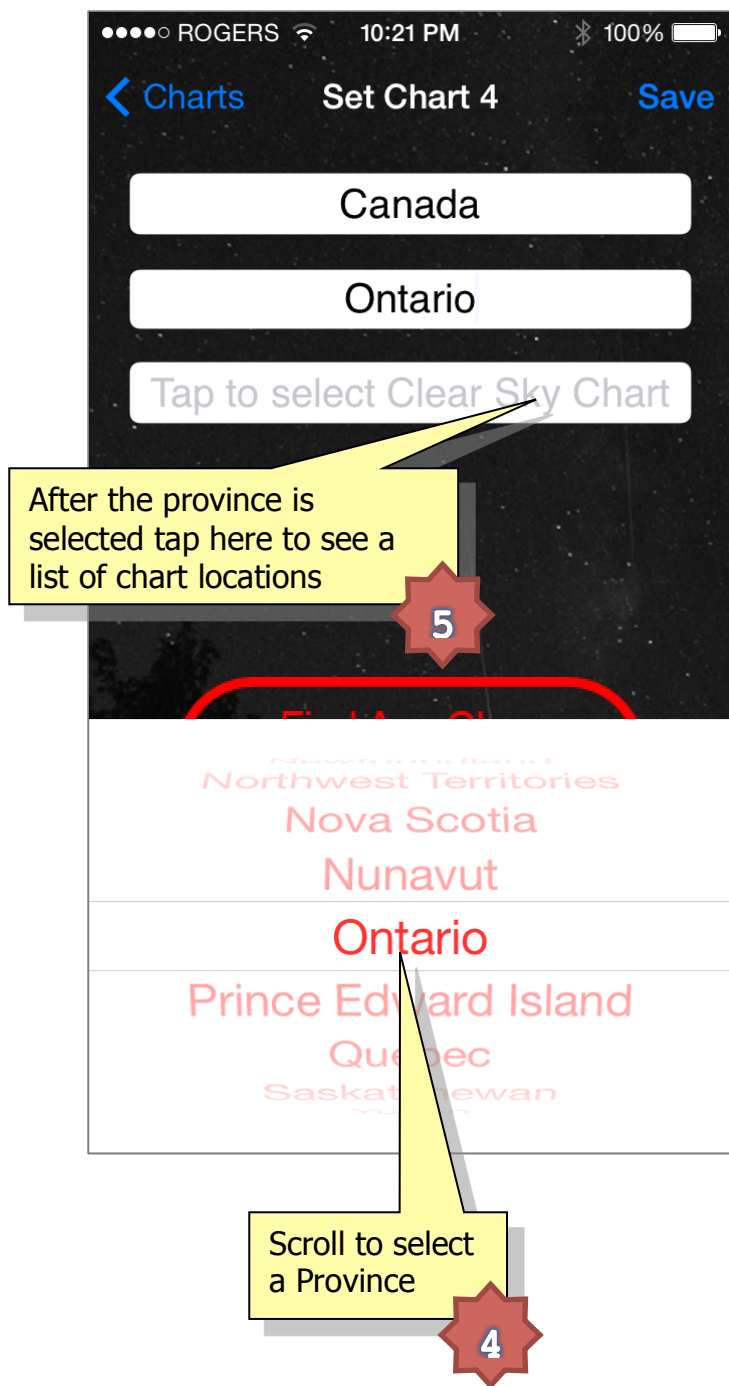 ROGERS 10:21 PM 100%
Charts Set Chart 4 Save
Canada
Ontario
Tap to select Clear Sky Chart
After the province is
selected tap here to see a
list of chart locations
5
Newfoundland
Northwest Territories
Nova Scotia
Nunavut
Ontario
Prince Edward Island
Quebec
Saskatchewan
Yukon
Scroll to select
a Province
4